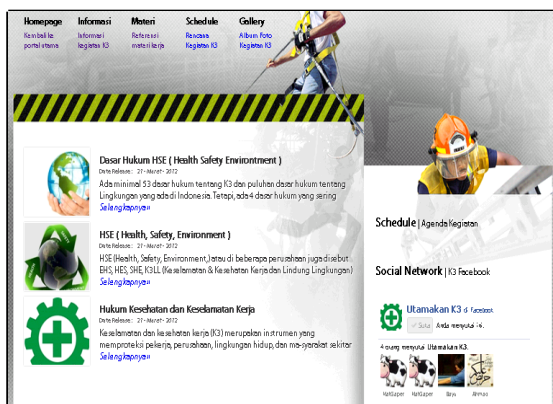 Homepage Informasi Materi Schedule Gallery
Kembali ke Informasi Referensi Rencana Album Foto
portal utama kegiatan K3 materi kerja Kegiatan K3 Kegiatan K3
Dasar Hukum HSE ( Health Safety Environtment )
Date Release : 21 - Maret - 2012
Ada minimal 53 dasar hukum tentang K3 dan puluhan dasar hukum tentang
Lingkungan yang ada di Indonesia. Tetapi, ada 4 dasar hukum yang sering
Selengkapnya »
HSE ( Health, Safety, Environment )
Date Release : 21 - Maret - 2012
HSE (Health, Safety, Environment,) atau di beberapa perusahaan juga disebut
EHS, HES, SHE, K3LL (Keselamatan & Kesehatan Kerja dan Lindung Lingkungan)
Selengkapnya »
Hukum Kesehatan dan Keselamatan Kerja
Date Release : 21 - Maret - 2012
Keselamatan dan kesehatan kerja (K3) merupakan instrumen yang
memproteksi pekerja, perusahaan, lingkungan hidup, dan ma-syarakat sekitar
Selengkapnya »
Schedule | Agenda Kegiatan
Social Network | K3 Facebook
Utamakan K3 di Facebook
Suka Anda menyukai ini.
4 orang menyukai Utamakan K3.
HaHGaper HaHGaper Bayu Ahmad